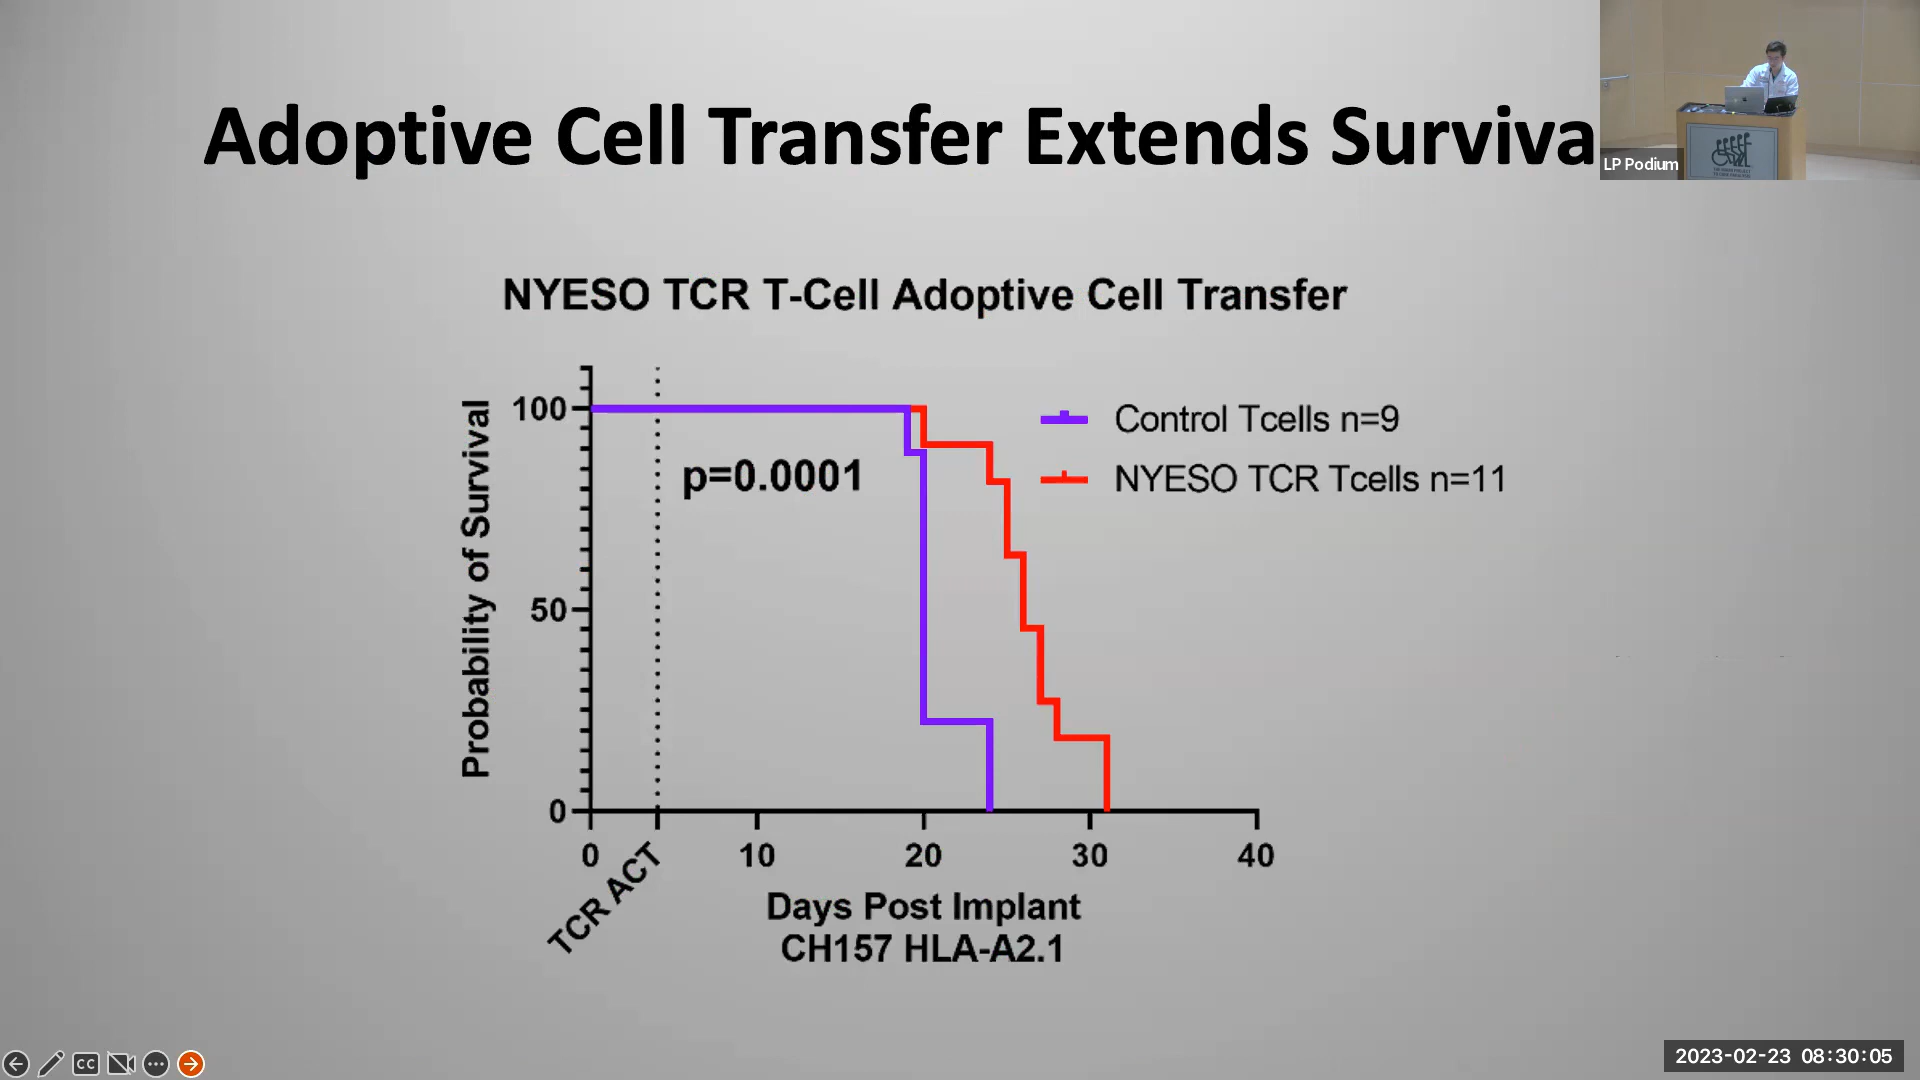 Adoptive Cell Transfer Extends Surviva
LP Podium
NYESO TCR T-Cell Adoptive Cell Transfer
Probability of Survival
100
50
0
p=0.0001
Control Tcells n=9
NYESO TCR Tcells n=11
0
10
20
30
40
TCR ACT
Days Post Implant
CH157 HLA-A2.1
CC
2023-02-23 08:30:05